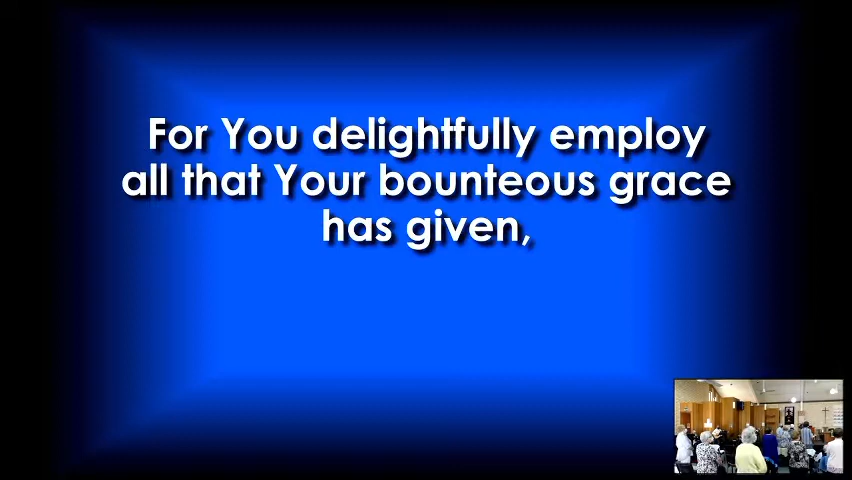 For You delightfully employ
all that Your bounteous grace
has given,